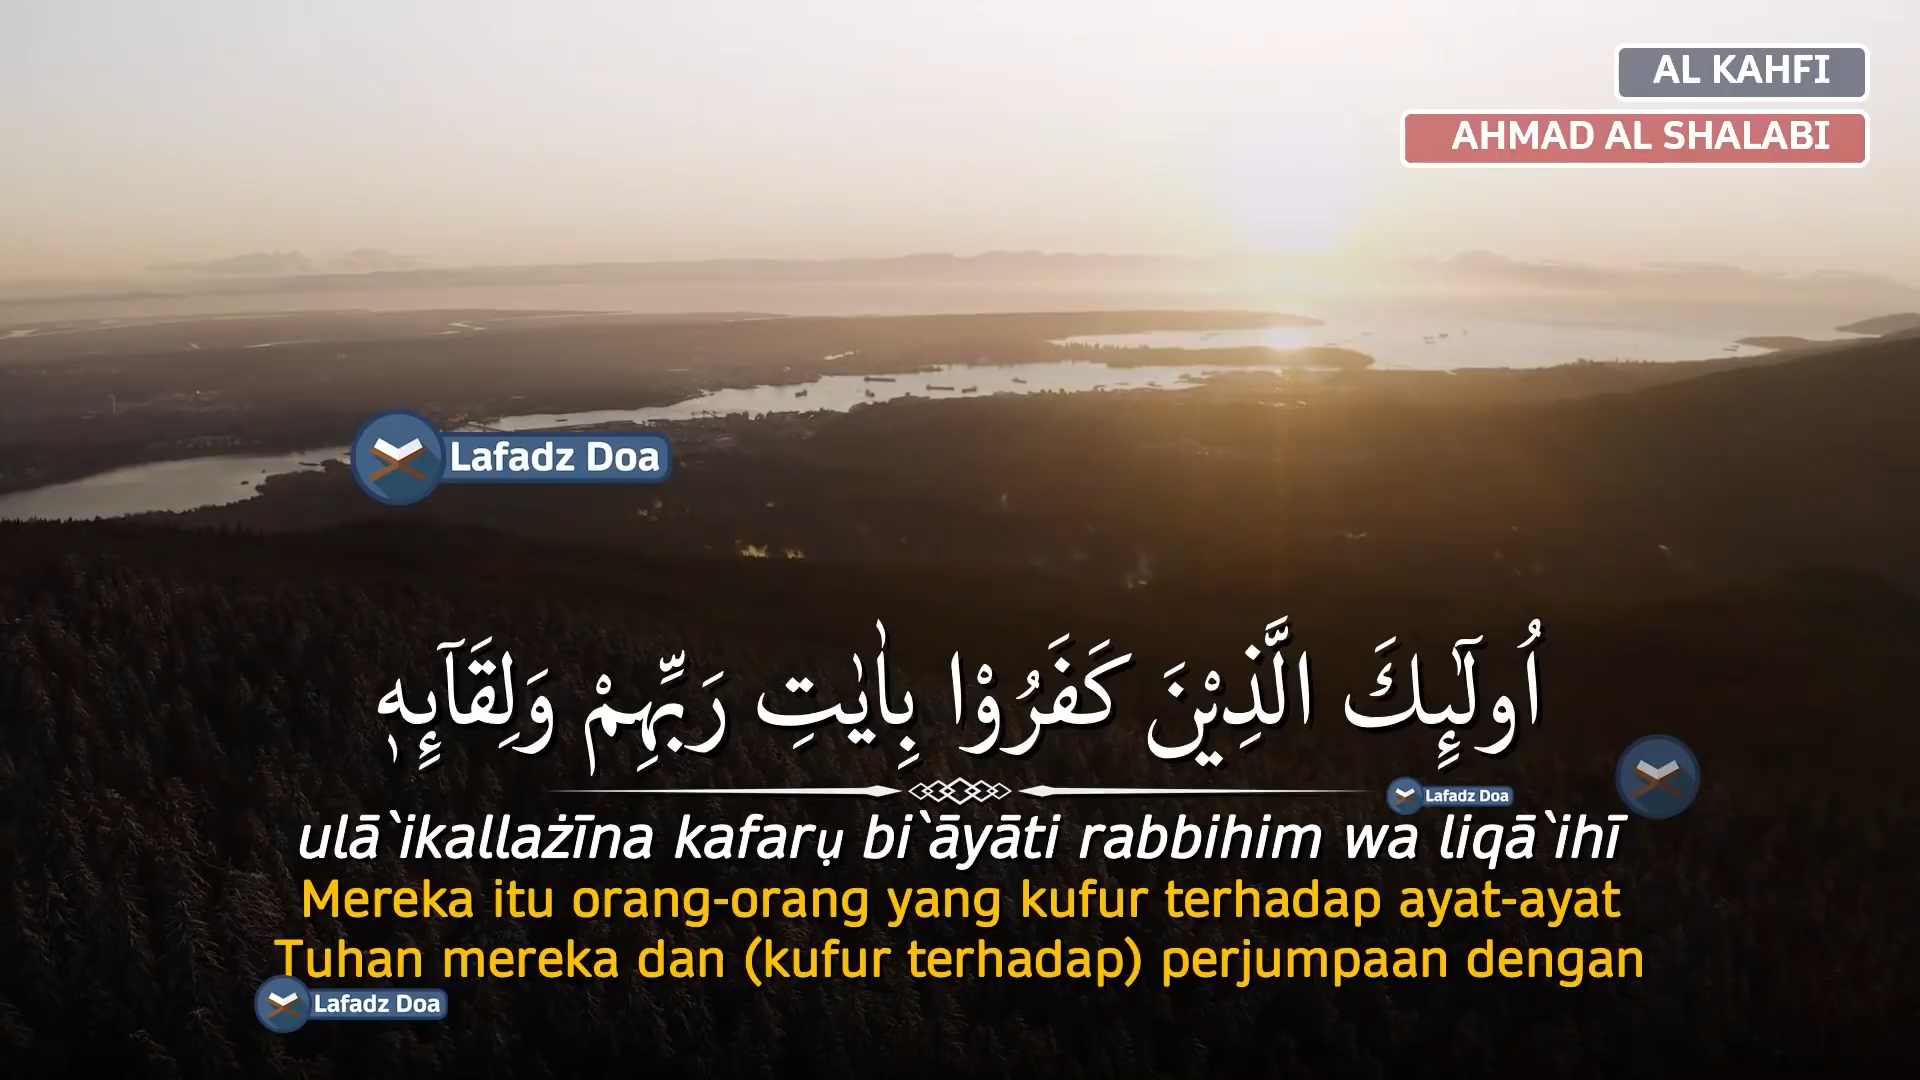 AL KAHFI
AHMAD AL SHALABI
Lafadz Doa
اُولٰۤىِٕكَ الَّذِيْنَ كَفَرُوْا بِاٰيٰتِ رَبِّهِمْ وَلِقَاۤىِٕهٖ
Lafadz Doa
ulā`ikallażīna kafarụ bi`āyāti rabbihim wa liqā`ihī
Mereka itu orang-orang yang kufur terhadap ayat-ayat
Tuhan mereka dan (kufur terhadap) perjumpaan dengan
Lafadz Doa